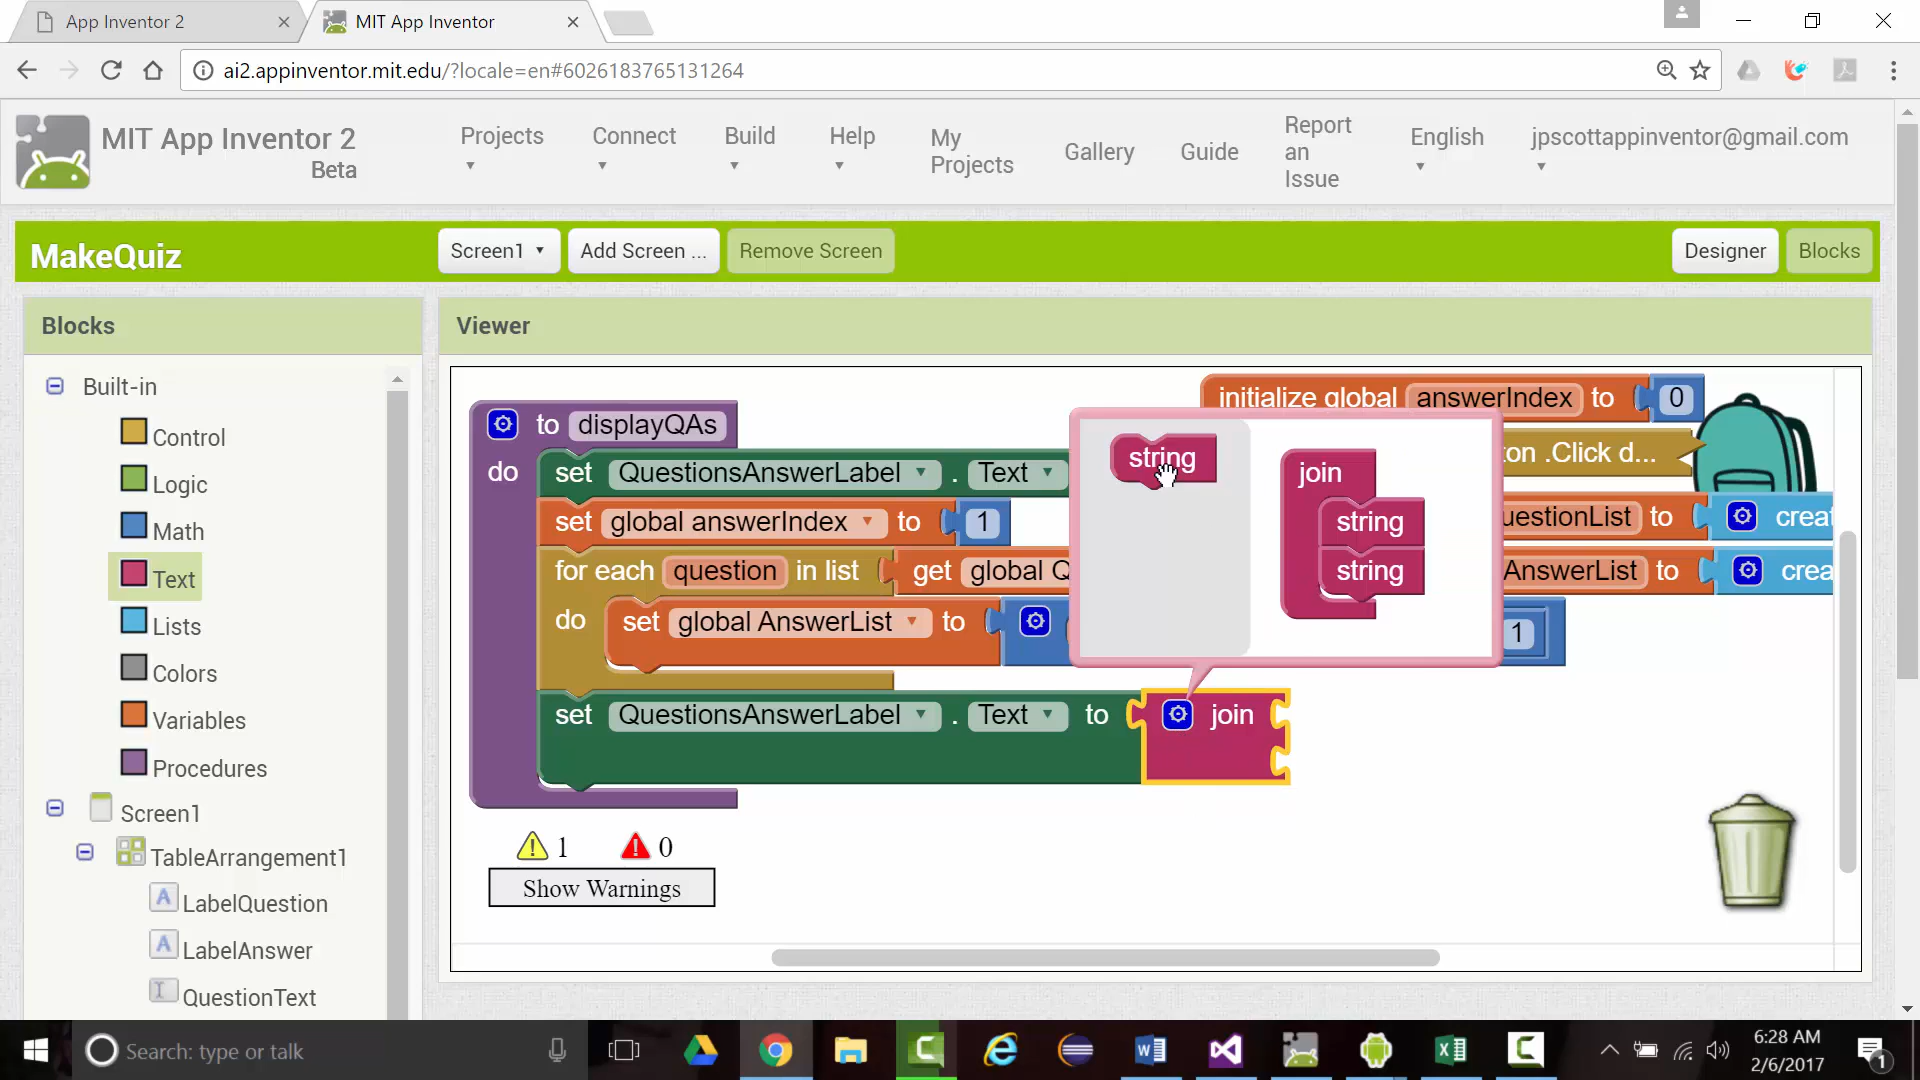 App Inventor 2
MIT App Inventor
ai2.appinventor.mit.edu/?locale=en#6026183765131264
MIT App Inventor 2
Beta
Projects
Connect
Build
Help
My Projects
Gallery
Guide
Report an Issue
English
jpscottappinventor@gmail.com
MakeQuiz
Screen1
Add Screen ...
Remove Screen
Designer
Blocks
Blocks
Viewer
Built-in
Control
Logic
Math
Text
Lists
Colors
Variables
Procedures
Screen1
TableArrangement1
LabelQuestion
LabelAnswer
QuestionText
initialize global answerIndex to 0
to displayQAs
do set QuestionsAnswerLabel . Text
set global answerIndex to 1
for each question in list get global Q
do set global AnswerList to
set QuestionsAnswerLabel . Text to join
string
join
string
string
ton .Click d...
uestionList to creat
AnswerList to crea
1
1 0
Show Warnings
Search: type or talk
6:28 AM
2/6/2017
1